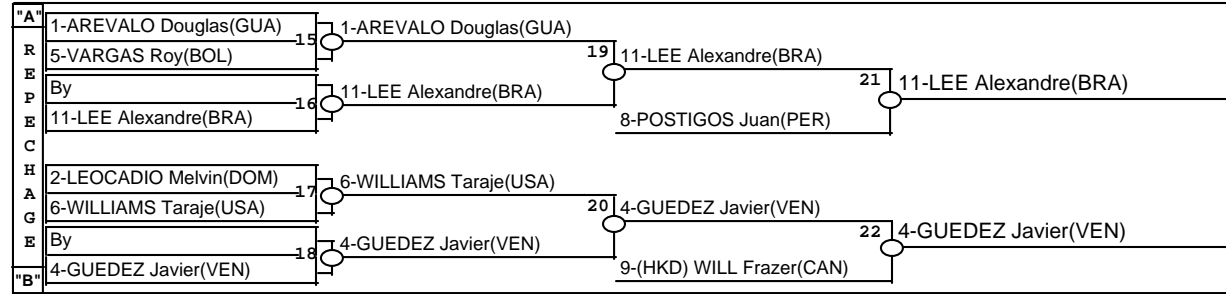 "A"
REPECHAGE
"B"
1-AREVALO Douglas(GUA)
5-VARGAS Roy(BOL)
15
1-AREVALO Douglas(GUA)
By
11-LEE Alexandre(BRA)
16
11-LEE Alexandre(BRA)
19
11-LEE Alexandre(BRA)
8-POSTIGOS Juan(PER)
21
11-LEE Alexandre(BRA)
2-LEOCADIO Melvin(DOM)
6-WILLIAMS Taraje(USA)
17
6-WILLIAMS Taraje(USA)
By
4-GUEDEZ Javier(VEN)
18
4-GUEDEZ Javier(VEN)
20
4-GUEDEZ Javier(VEN)
9-(HKD) WILL Frazer(CAN)
22
4-GUEDEZ Javier(VEN)